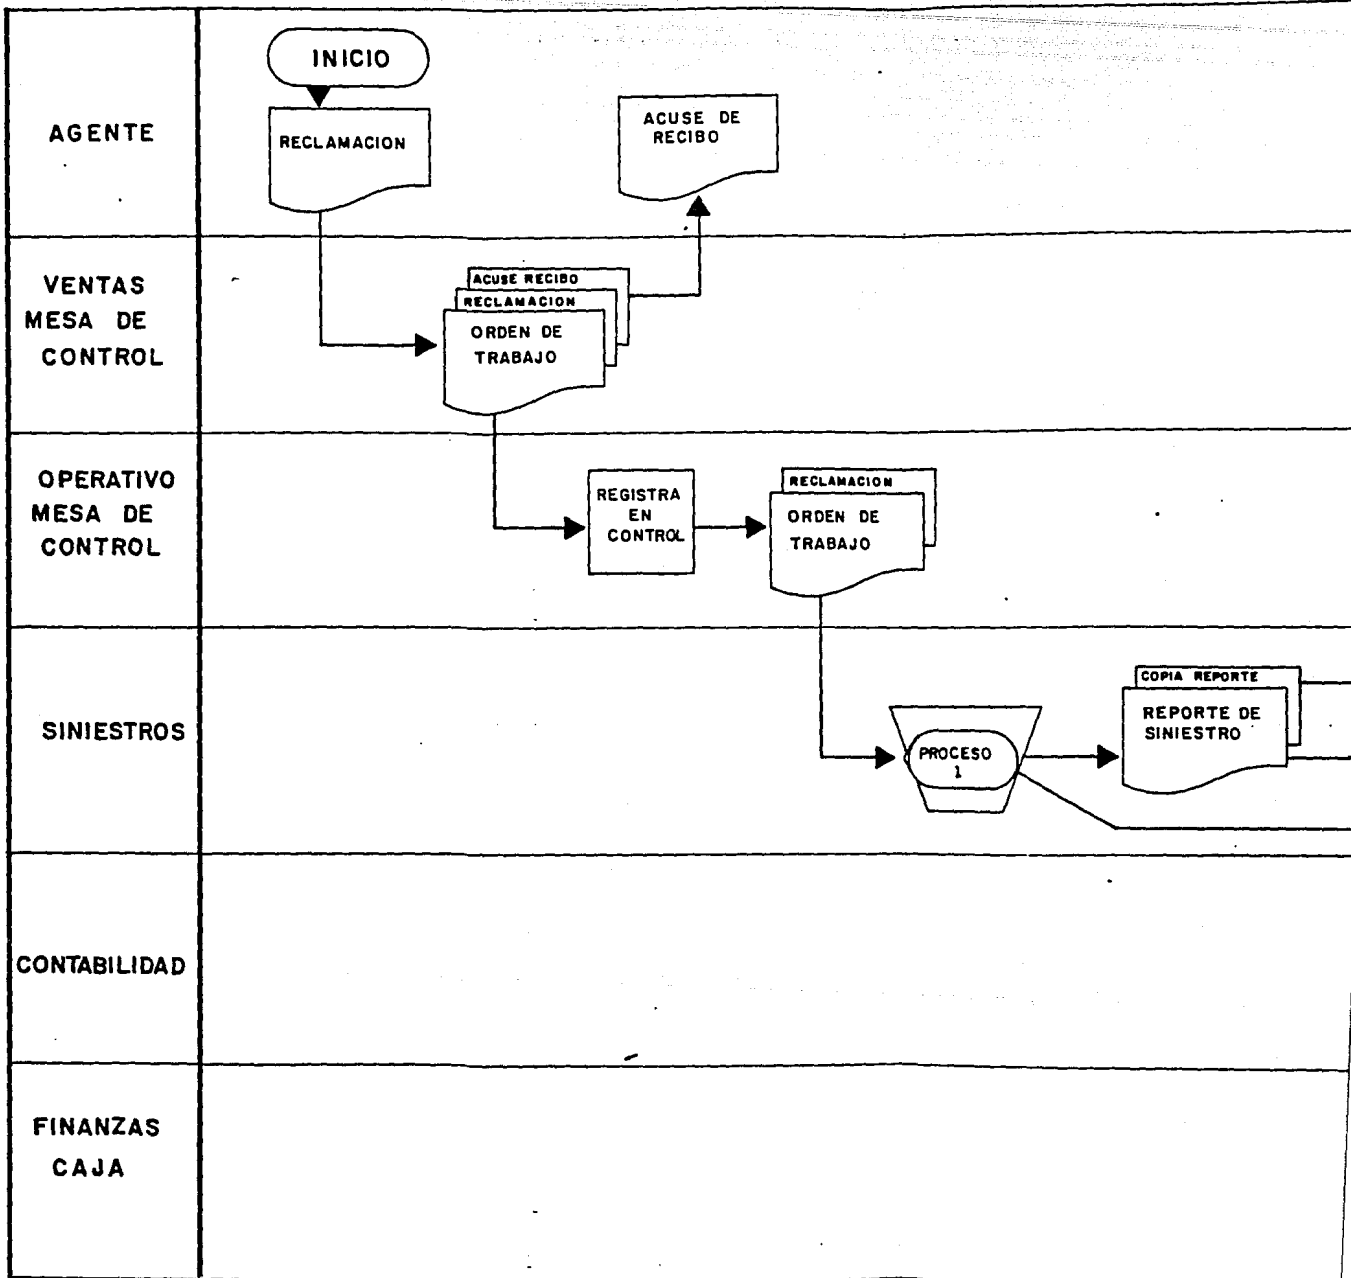 INICIO
AGENTE
RECLAMACION
ACUSE DE
RECIBO
VENTAS
MESA DE
CONTROL
ACUSE RECIBO
RECLAMACION
ORDEN DE
TRABAJO
OPERATIVO
MESA DE
CONTROL
REGISTRA
EN
CONTROL
RECLAMACION
ORDEN DE
TRABAJO
SINIESTROS
PROCESO
1
COPIA REPORTE
REPORTE DE
SINIESTRO
CONTABILIDAD
FINANZAS
CAJA